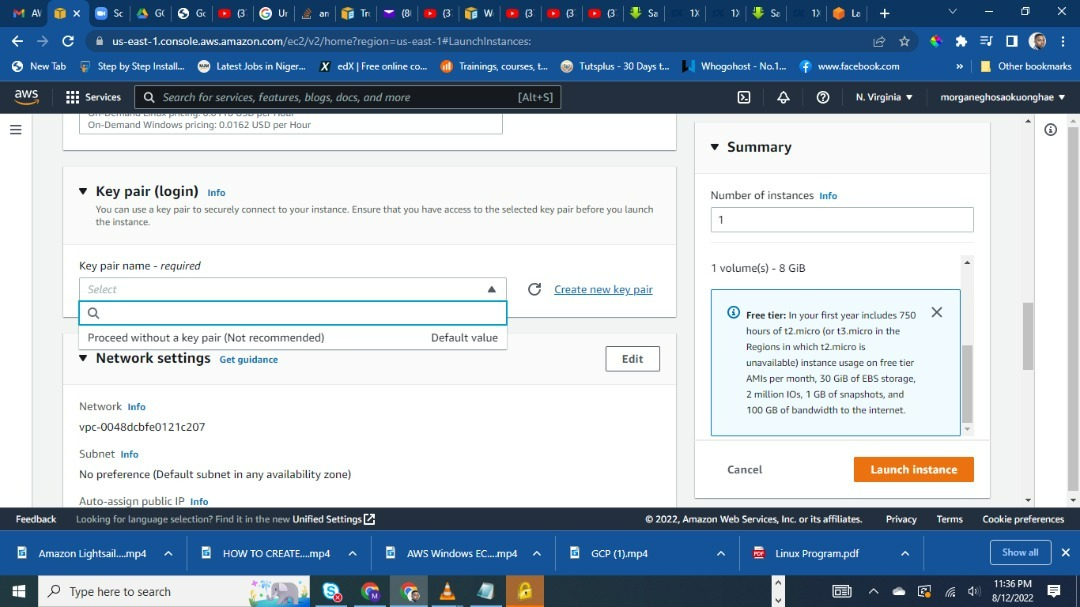 AV
Sc
GC
Gc
(3
Ur
an
Tr
(8(
(3
W
(3
(3
(3
Sa
1X
1)
Sa
1)
La
us-east-1.console.aws.amazon.com/ec2/v2/home?region=us-east-1#LaunchInstances:
New Tab
Step by Step Install...
Latest Jobs in Niger...
edX | Free online co...
Trainings, courses, t...
Tutsplus - 30 Days t...
Whogohost - No.1...
www.facebook.com
»
Other bookmarks
aws
Services
Search for services, features, blogs, docs, and more
[Alt+S]
N. Virginia
morganeghosaokuonghae
On-Demand Linux pricing: 0.0116 USD per Hour
On-Demand Windows pricing: 0.0162 USD per Hour
Key pair (login) Info
You can use a key pair to securely connect to your instance. Ensure that you have access to the selected key pair before you launch
the instance.
Key pair name - required
Select
Create new key pair
Proceed without a key pair (Not recommended)
Default value
Network settings Get guidance
Edit
Network Info
vpc-0048dcbfe0121c207
Subnet Info
No preference (Default subnet in any availability zone)
Auto-assign public IP Info
Summary
Number of instances Info
1
1 volume(s) - 8 GiB
Free tier: In your first year includes 750
hours of t2.micro (or t3.micro in the
Regions in which t2.micro is
unavailable) instance usage on free tier
AMIs per month, 30 GiB of EBS storage,
2 million IOs, 1 GB of snapshots, and
100 GB of bandwidth to the internet.
Cancel
Launch instance
Feedback
Looking for language selection? Find it in the new Unified Settings
© 2022, Amazon Web Services, Inc. or its affiliates.
Privacy
Terms
Cookie preferences
Amazon Lightsail....mp4
HOW TO CREATE....mp4
AWS Windows EC....mp4
GCP (1).mp4
Linux Program.pdf
Show all
Type here to search
11:36 PM
8/12/2022